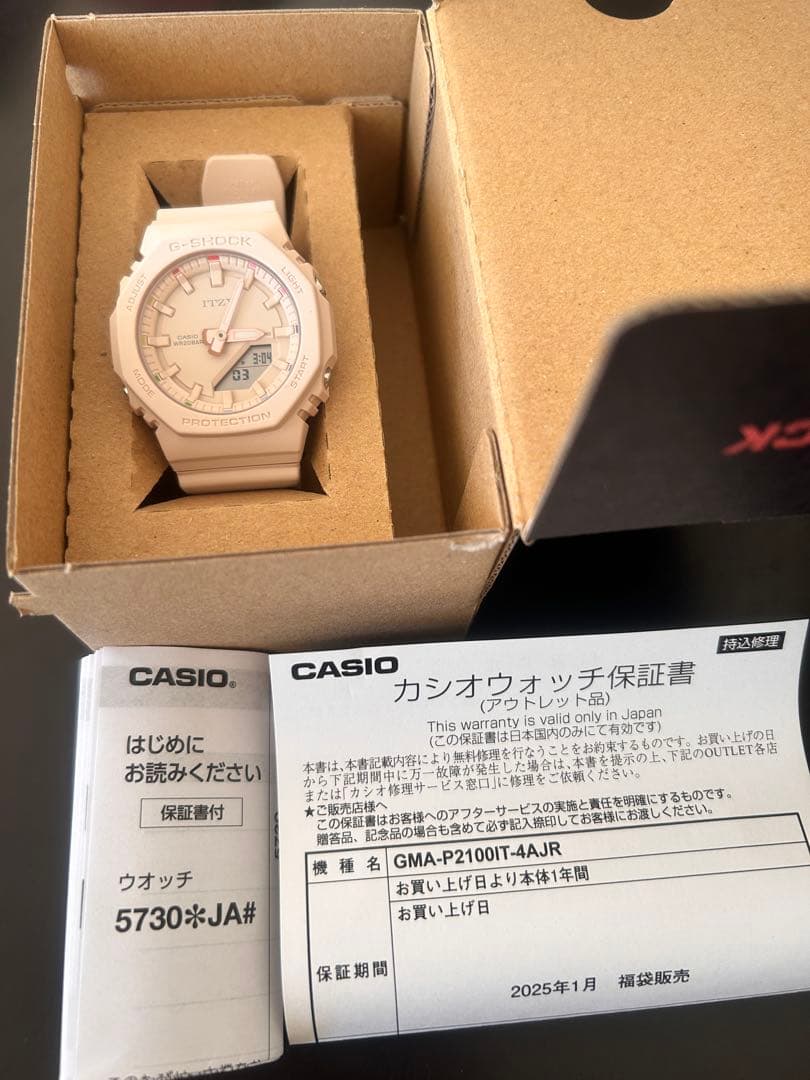 G-SHOCK
ADJUST
LIGHT
ITZY
CASIO
WR20BAR
3:04
03
MODE
START
PROTECTION
CK
CASIO®
はじめに
お読みください
保証書付
ウオッチ
5730✻JA#
持込修理
CASIO
カシオウォッチ保証書
(アウトレット品)
This warranty is valid only in Japan
(この保証書は日本国内のみにて有効です)
本書は、本書記載内容により無料修理を行なうことをお約束するものです。お買い上げの日
から下記期間中に万一故障が発生した場合は、本書を提示の上、下記のOUTLET各店
または「カシオ修理サービス窓口」に修理をご依頼ください。
★ご販売店様へ
この保証書はお客様へのアフターサービスの実施と責任を明確にするものです。
贈答品、記念品の場合も含めて必ず記入捺印してお客様にお渡しください。
機種名 GMA-P2100IT-4AJR
お買い上げ日より本体1年間
お買い上げ日
保証期間
2025年1月 福袋販売